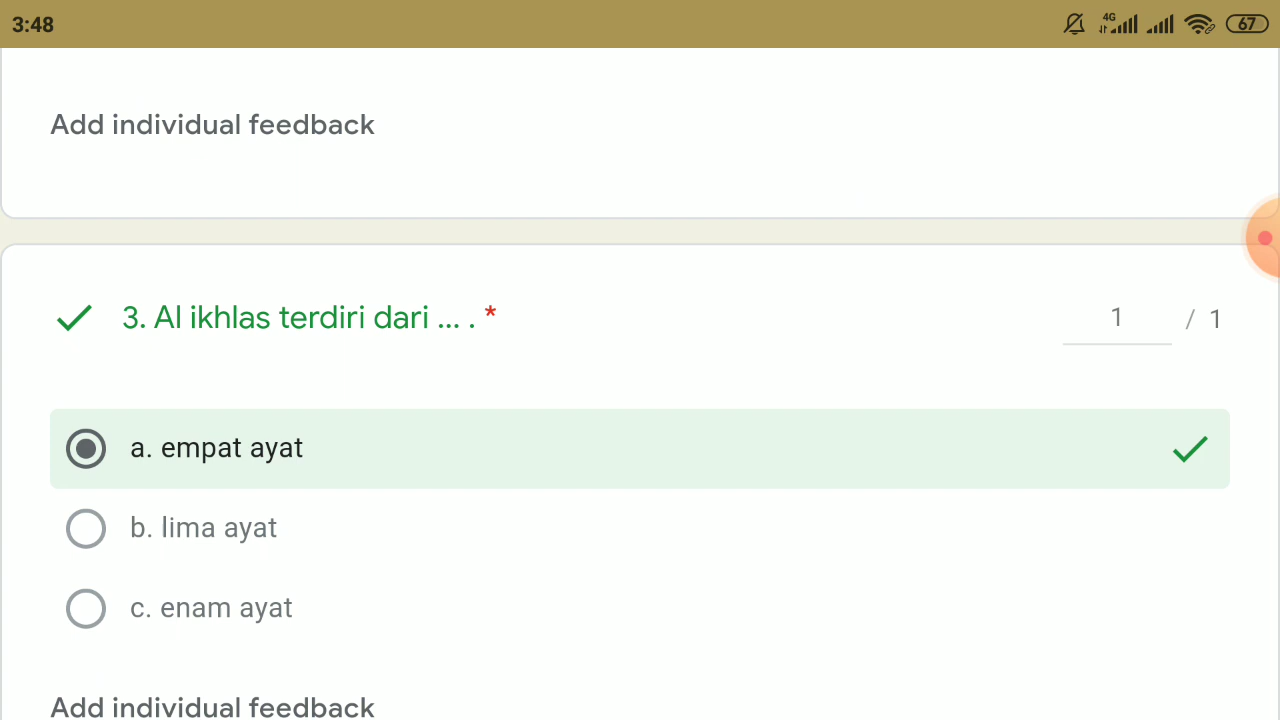 3:48
4G
67
Add individual feedback
3. Al ikhlas terdiri dari ... . *
1 / 1
a. empat ayat
b. lima ayat
c. enam ayat
Add individual feedback